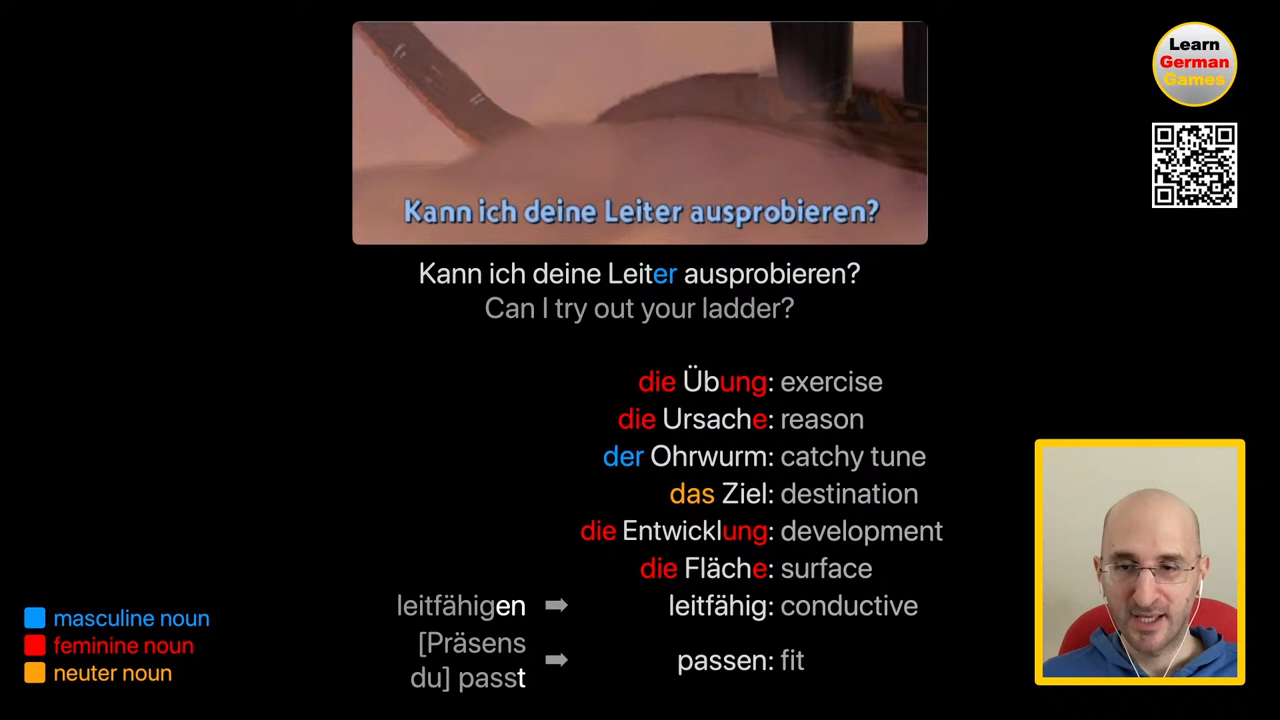 Kann ich deine Leiter ausprobieren?
Kann ich deine Leiter ausprobieren?
Can I try out your ladder?
die Übung: exercise
die Ursache: reason
der Ohrwurm: catchy tune
das Ziel: destination
die Entwicklung: development
die Fläche: surface
leitfähigen ➡ leitfähig: conductive
[Präsens
du] passt ➡ passen: fit
masculine noun
feminine noun
neuter noun
Learn
German
Games